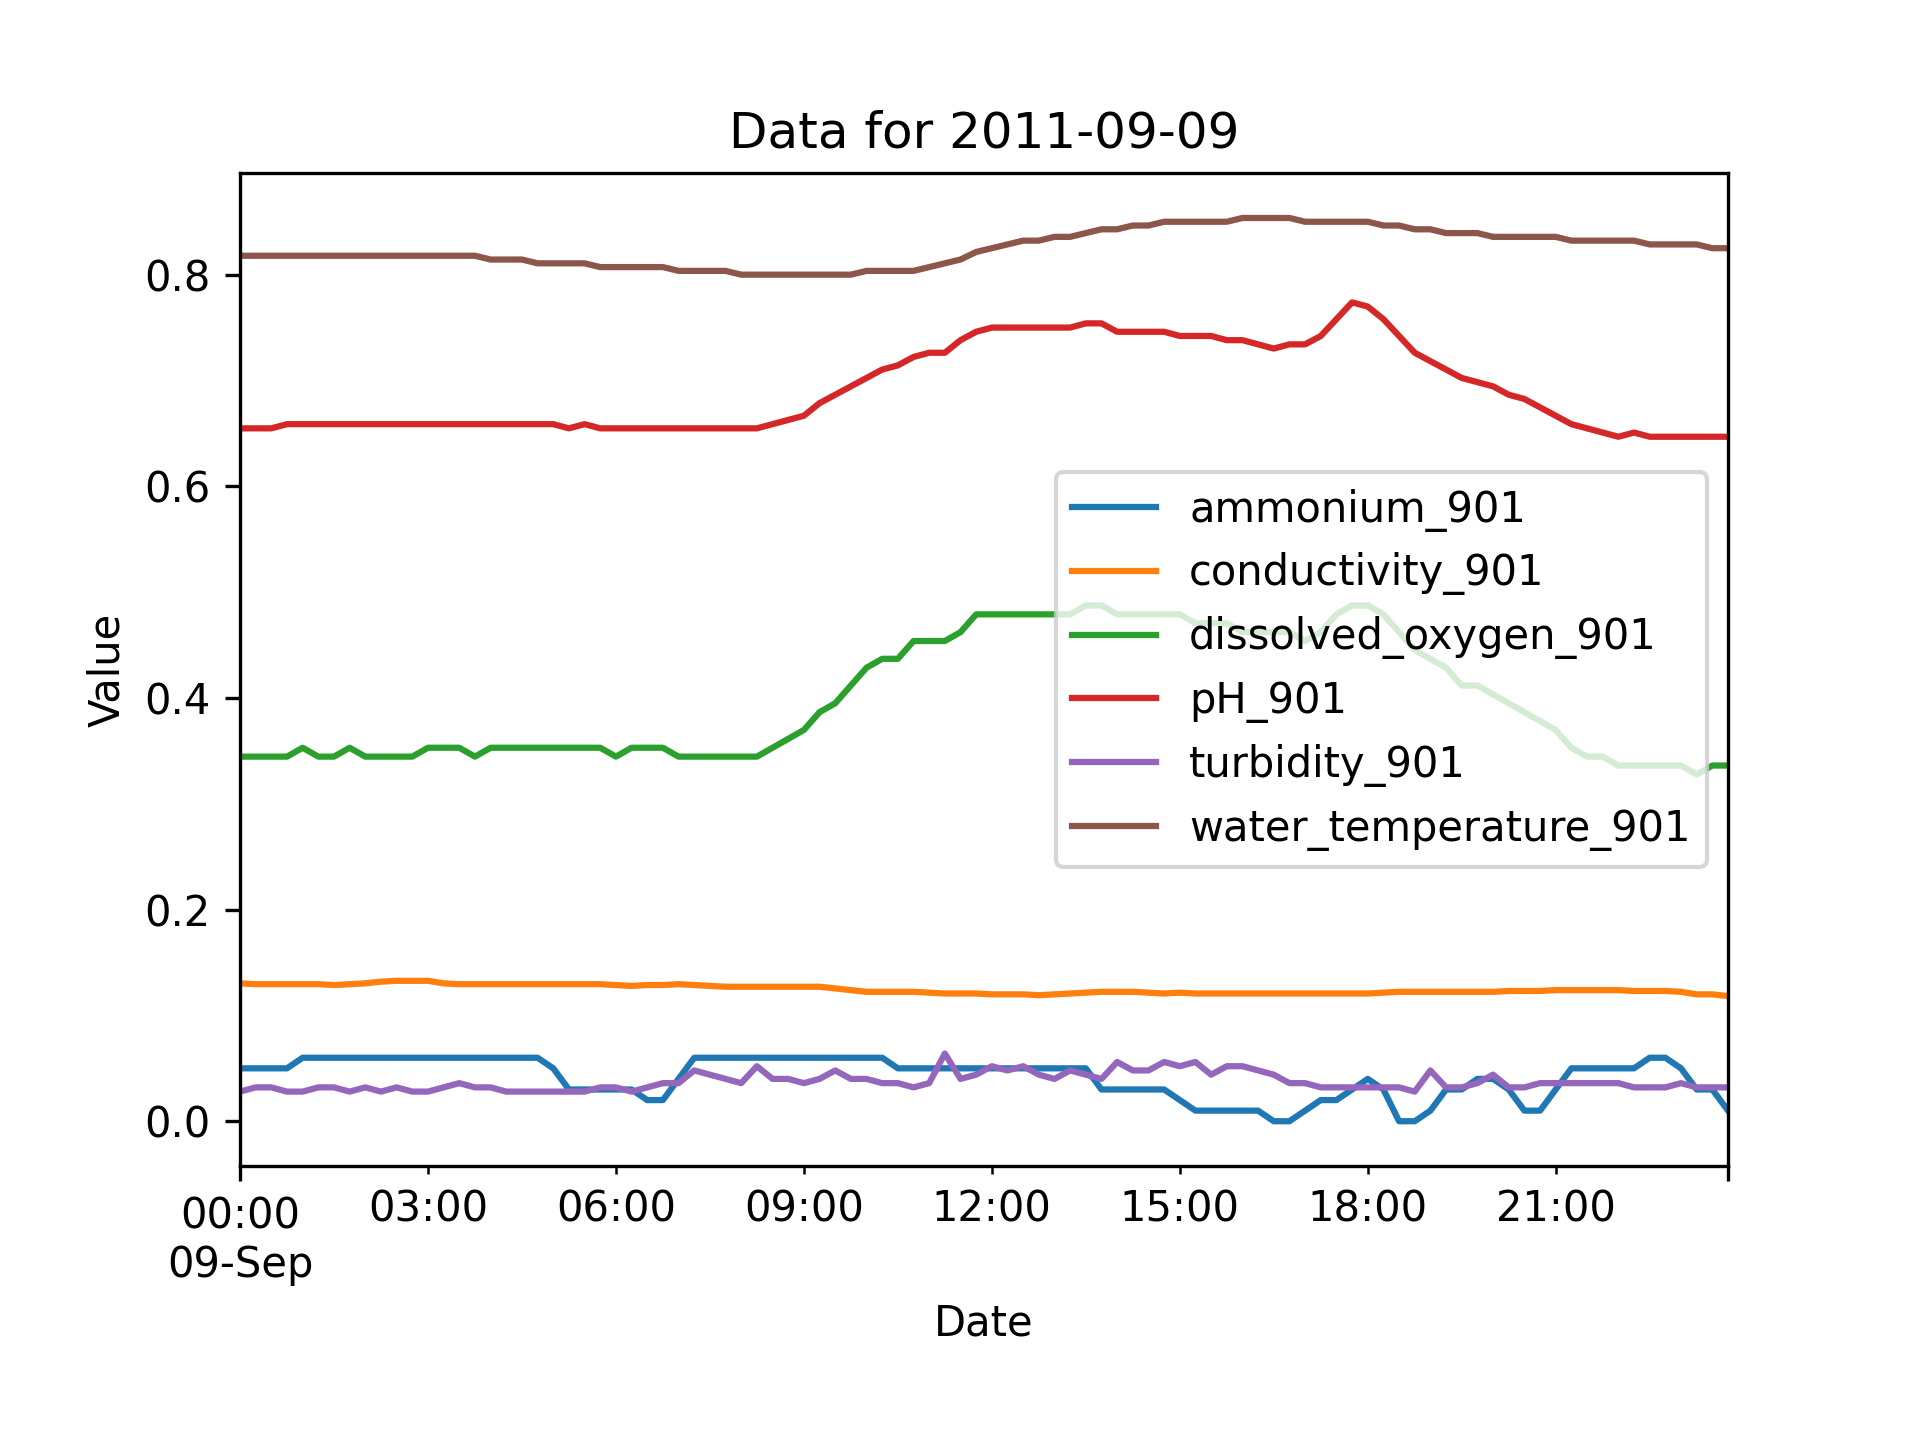 Data for 2011-09-09
Value
0.8
0.6
0.4
0.2
0.0
ammonium_901
conductivity_901
dissolved_oxygen_901
pH_901
turbidity_901
water_temperature_901
00:00 03:00 06:00 09:00 12:00 15:00 18:00 21:00
09-Sep
Date